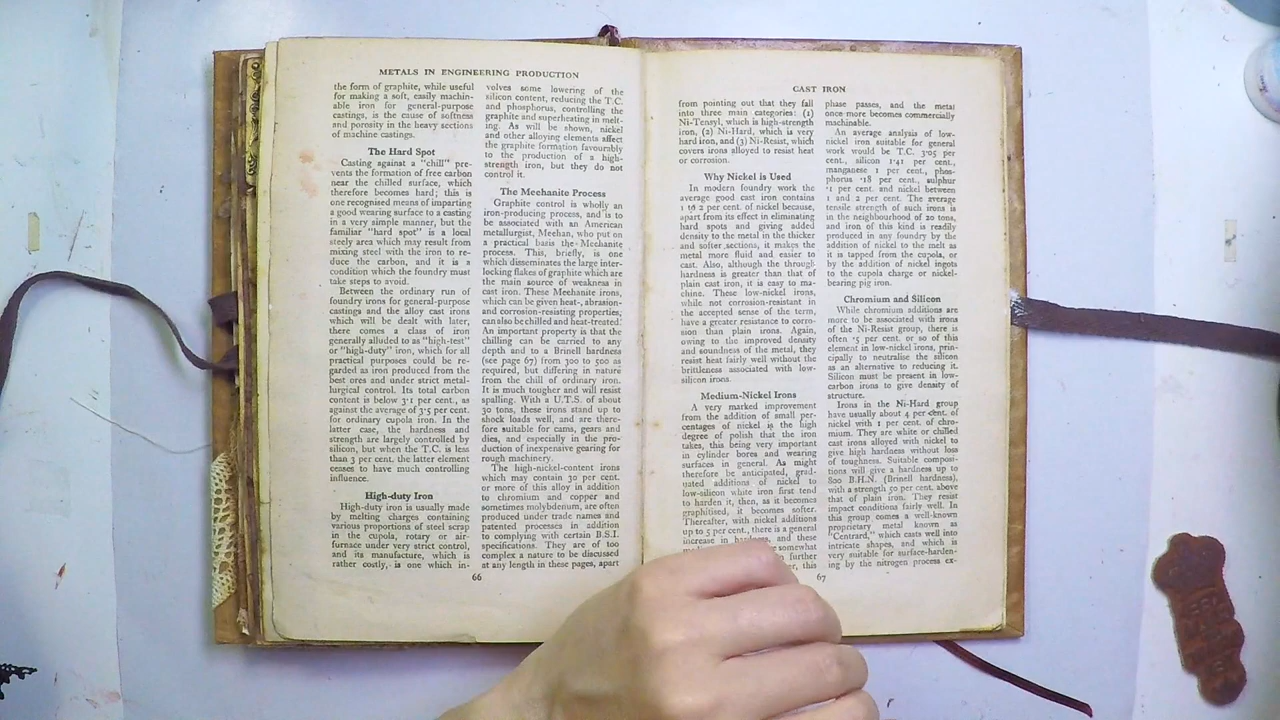 METALS IN ENGINEERING PRODUCTION
the form of graphite, while useful
for making a soft, easily machin-
able iron for general-purpose
castings, is the cause of softness
and porosity in the heavy sections
of machine castings.
The Hard Spot
Casting against a "chill" pre-
vents the formation of free carbon
near the chilled surface, which
therefore becomes hard; this is
one recognised means of imparting
a good wearing surface to a casting
in a very simple manner, but the
familiar "hard spot" is a local
steely area which may result from
mixing steel with the iron to re-
duce the carbon, and it is a
condition which the foundry must
take steps to avoid.
Between the ordinary run of
foundry irons for general-purpose
castings and the alloy cast irons
which will be dealt with later,
there comes a class of iron
generally alluded to as "high-test"
or "high-duty" iron, which for all
practical purposes could be re-
garded as iron produced from the
best ores and under strict metal-
lurgical control. Its total carbon
content is below 3·1 per cent., as
against the average of 3·5 per cent.
for ordinary cupola iron. In the
latter case, the hardness and
strength are largely controlled by
silicon, but when the T.C. is less
than 3 per cent. the latter element
ceases to have much controlling
influence.
High-duty Iron
High-duty iron is usually made
by melting charges containing
various proportions of steel scrap
in the cupola, rotary or air-
furnace under very strict control,
and its manufacture, which is
rather costly, is one which in-
volves some lowering of the
silicon content, reducing the T.C.
and phosphorus, controlling the
graphite and superheating in melt-
ing. As will be shown, nickel
and other alloying elements affect
the graphite formation favourably
to the production of a high-
strength iron, but they do not
control it.
The Mechanite Process
Graphite control is wholly an
iron-producing process, and is to
be associated with an American
metallurgist, Meehan, who put on
a practical basis the Mechanite
process. This, briefly, is one
which disseminates the large inter-
locking flakes of graphite which are
the main source of weakness in
cast iron. These Mechanite irons,
which can be given heat-, abrasion-
and corrosion-resisting properties;
can also be chilled and heat-treated:
An important property is that the
chilling can be carried to any
depth and to a Brinell hardness
(see page 67) from 300 to 500 as
required, but differing in nature
from the chill of ordinary iron.
It is much tougher and will resist
spalling. With a U.T.S. of about
30 tons, these irons stand up to
shock loads well, and are there-
fore suitable for cams, gears and
dies, and especially in the pro-
duction of inexpensive gearing for
rough machinery.
The high-nickel-content irons
which may contain 30 per cent.
or more of this alloy in addition
to chromium and copper and
sometimes molybdenum, are often
produced under trade names and
patented processes in addition
to complying with certain B.S.I.
specifications. They are of too
complex a nature to be discussed
at any length in these pages, apart
66
CAST IRON
from pointing out that they fall
into three main categories: (1)
Ni-Tensyl, which is high-strength
iron, (2) Ni-Hard, which is very
hard iron, and (3) Ni-Resist, which
covers irons alloyed to resist heat
or corrosion.
Why Nickel is Used
In modern foundry work the
average good cast iron contains
1 to 2 per cent. of nickel because,
apart from its effect in eliminating
hard spots and giving added
density to the metal in the thicker
and softer sections, it makes the
metal more fluid and easier to
cast. Also, although the through-
hardness is greater than that of
plain cast iron, it is easy to ma-
chine. These low-nickel irons,
while not corrosion-resistant in
the accepted sense of the term,
have a greater resistance to corro-
sion than plain irons. Again,
owing to the improved density
and soundness of the metal, they
resist heat fairly well without the
brittleness associated with low-
silicon irons.
Medium-Nickel Irons
A very marked improvement
from the addition of small per-
centages of nickel is the high
degree of polish that the iron
takes, this being very important
in cylinder bores and wearing
surfaces in general. As might
therefore be anticipated, grad-
uated additions of nickel to
low-silicon white iron first tend
to harden it, then, as it becomes
graphitised, it becomes softer.
Thereafter, with nickel additions
up to 5 per cent., there is a general
increase in hardness, and these
somewhat
further
this
phase passes, and the metal
once more becomes commercially
machinable.
An average analysis of low-
nickel iron suitable for general
work would be T.C. 3·05 per
cent., silicon 1·41 per cent.,
manganese 1 per cent., phos-
phorus ·18 per cent., sulphur
·1 per cent. and nickel between
1 and 2 per cent. The average
tensile strength of such irons is
in the neighbourhood of 20 tons,
and iron of this kind is readily
produced in any foundry by the
addition of nickel to the melt as
it is tapped from the cupola, or
by the addition of nickel ingots
to the cupola charge or nickel-
bearing pig iron.
Chromium and Silicon
While chromium additions are
more to be associated with irons
of the Ni-Resist group, there is
often ·5 per cent. or so of this
element in low-nickel irons, prin-
cipally to neutralise the silicon
as an alternative to reducing it.
Silicon must be present in low-
carbon irons to give density of
structure.
Irons in the Ni-Hard group
have usually about 4 per cent. of
nickel with 1 per cent. of chro-
mium. They are white or chilled
cast irons alloyed with nickel to
give high hardness without loss
of toughness. Suitable composi-
tions will give a hardness up to
800 B.H.N. (Brinell hardness),
with a strength 50 per cent. above
that of plain iron. They resist
impact conditions fairly well. In
this group comes a well-known
proprietary metal known as
"Centrard," which casts well into
intricate shapes, and which is
very suitable for surface-harden-
ing by the nitrogen process ex-
67